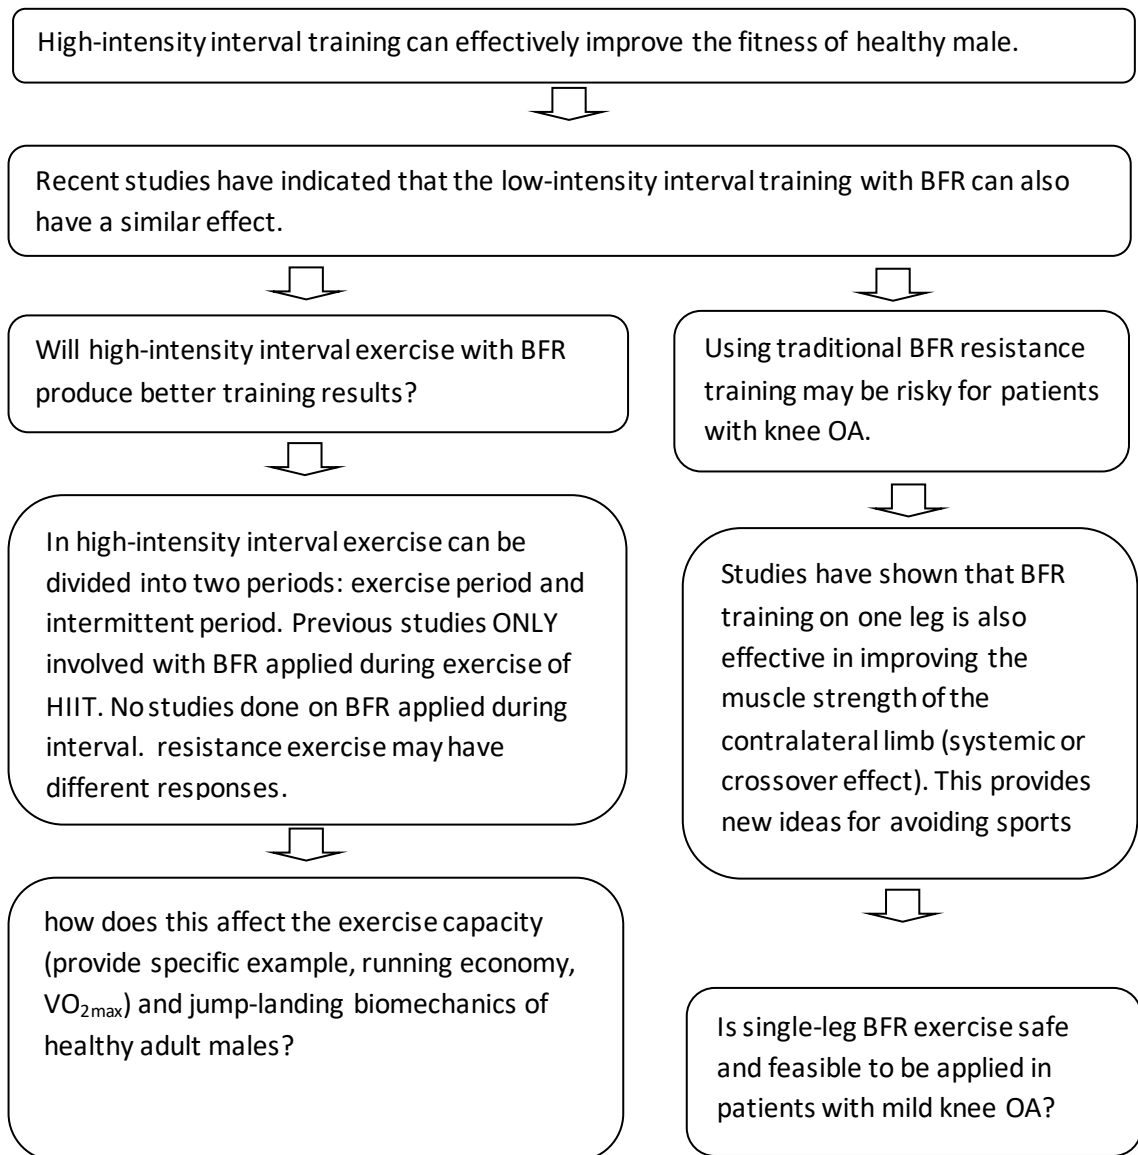 High-intensity interval training can effectively improve the fitness of healthy male.
Recent studies have indicated that the low-intensity interval training with BFR can also
have a similar effect.
Will high-intensity interval exercise with BFR
produce better training results?
In high-intensity interval exercise can be
divided into two periods: exercise period and
intermittent period. Previous studies ONLY
involved with BFR applied during exercise of
HIIT. No studies done on BFR applied during
interval.  resistance exercise may have
different responses.
how does this affect the exercise capacity
(provide specific example, running economy,
VO2max) and jump-landing biomechanics of
healthy adult males?
Using traditional BFR resistance
training may be risky for patients
with knee OA.
Studies have shown that BFR
training on one leg is also
effective in improving the
muscle strength of the
contralateral limb (systemic or
crossover effect). This provides
new ideas for avoiding sports
Is single-leg BFR exercise safe
and feasible to be applied in
patients with mild knee OA?